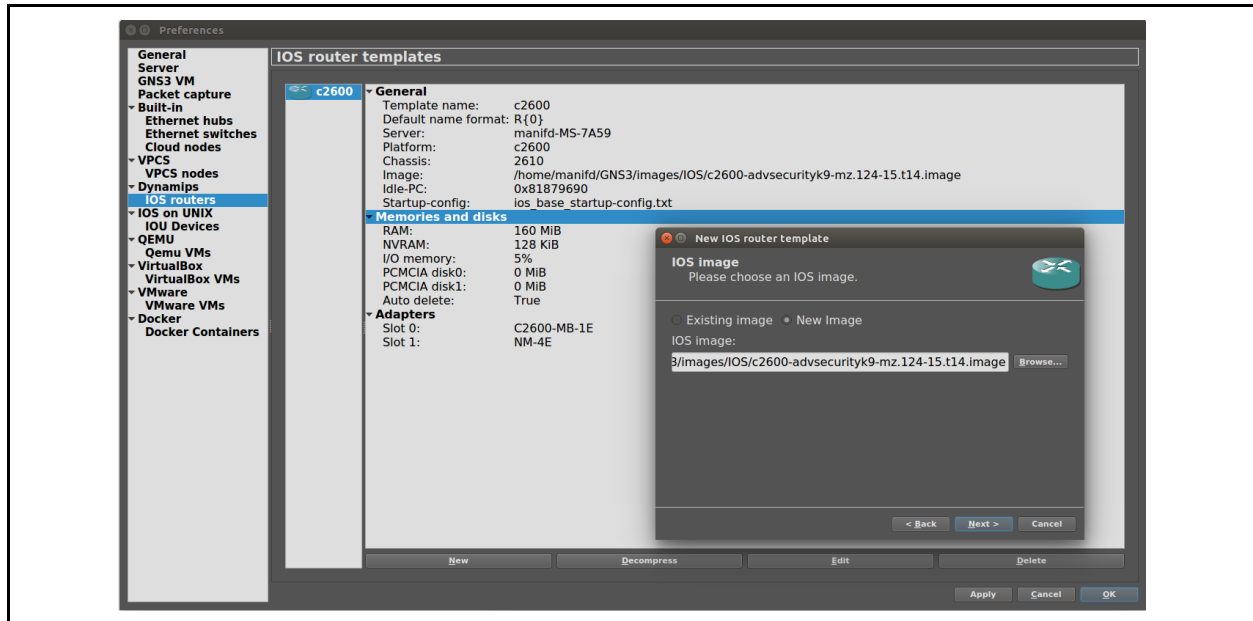 Preferences
General
Server
GNS3 VM
Packet capture
Built-in
Ethernet hubs
Ethernet switches
Cloud nodes
VPCS
VPCS nodes
Dynamips
IOS routers
IOS on UNIX
IOU Devices
QEMU
Qemu VMs
VirtualBox
VirtualBox VMs
VMware
VMware VMs
Docker
Docker Containers
IOS router templates
c2600
General
Template name: c2600
Default name format: R{0}
Server: manifd-MS-7A59
Platform: c2600
Chassis: 2610
Image: /home/manifd/GNS3/images/IOS/c2600-advsecurityk9-mz.124-15.t14.image
Idle-PC: 0x81879690
Startup-config: ios_base_startup-config.txt
Memories and disks
RAM: 160 MiB
NVRAM: 128 KiB
I/O memory: 5%
PCMCIA disk0: 0 MiB
PCMCIA disk1: 0 MiB
Auto delete: True
Adapters
Slot 0: C2600-MB-1E
Slot 1: NM-4E
New IOS router template
IOS image
Please choose an IOS image.
Existing image New Image
IOS image:
3/images/IOS/c2600-advsecurityk9-mz.124-15.t14.image Browse...
< Back Next > Cancel
New Decompress Edit Delete
Apply Cancel OK